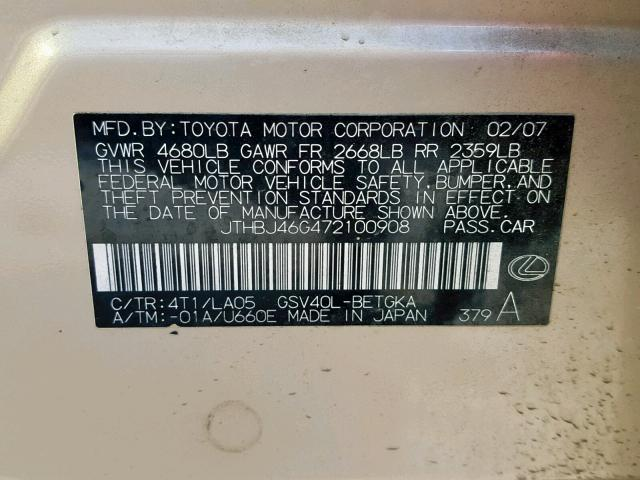 MFD.BY:TOYOTA MOTOR CORPORATION 02/07
GVWR 4680LB GAWR FR 2668LB RR 2359LB
THIS VEHICLE CONFORMS TO ALL APPLICABLE
FEDERAL MOTOR VEHICLE SAFETY,BUMPER,AND
THEFT PREVENTION STANDARDS IN EFFECT ON
THE DATE OF MANUFACTURE SHOWN ABOVE.
JTHBJ46G472100908 PASS.CAR
C/TR:4T1/LA05 GSV40L-BETGKA
A/TM:-01A/U660E MADE IN JAPAN 379 A